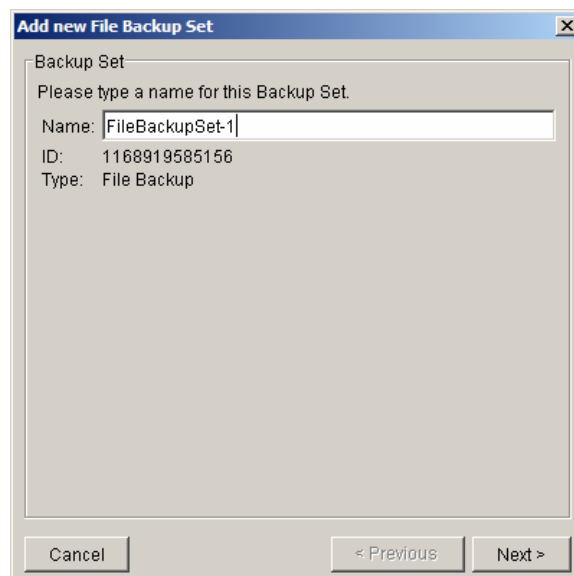 Add new File Backup Set
Backup Set
Please type a name for this Backup Set.
Name: FileBackupSet-1
ID: 1168919585156
Type: File Backup
Cancel < Previous Next >